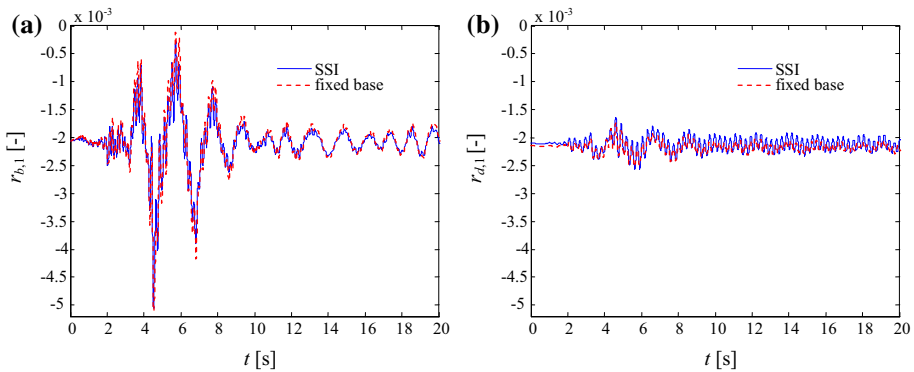 (a)
x 10⁻³
0
-0.5
-1
-1.5
-2
-2.5
-3
-3.5
-4
-4.5
-5
r_{b,1} [-]
SSI
fixed base
0 2 4 6 8 10 12 14 16 18 20
t [s]
(b)
x 10⁻³
0
-0.5
-1
-1.5
-2
-2.5
-3
-3.5
-4
-4.5
-5
r_{d,1} [-]
SSI
fixed base
0 2 4 6 8 10 12 14 16 18 20
t [s]